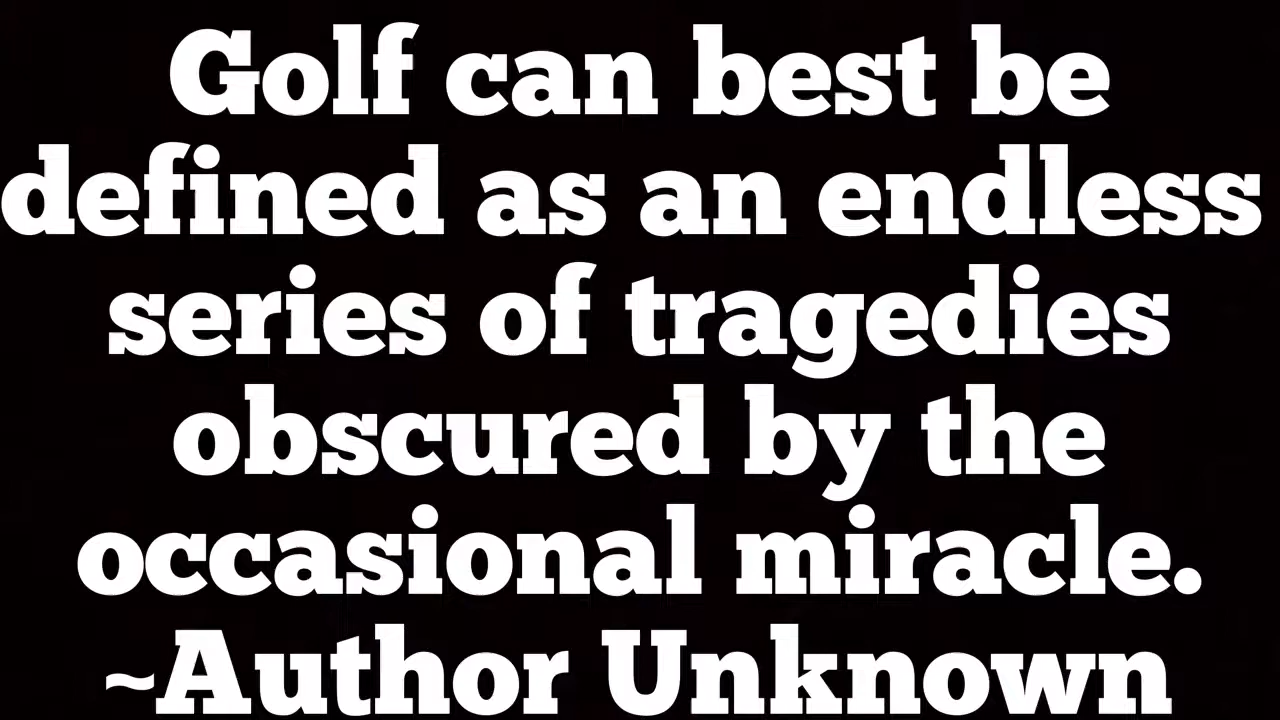 Golf can best be
defined as an endless
series of tragedies
obscured by the
occasional miracle.
~Author Unknown